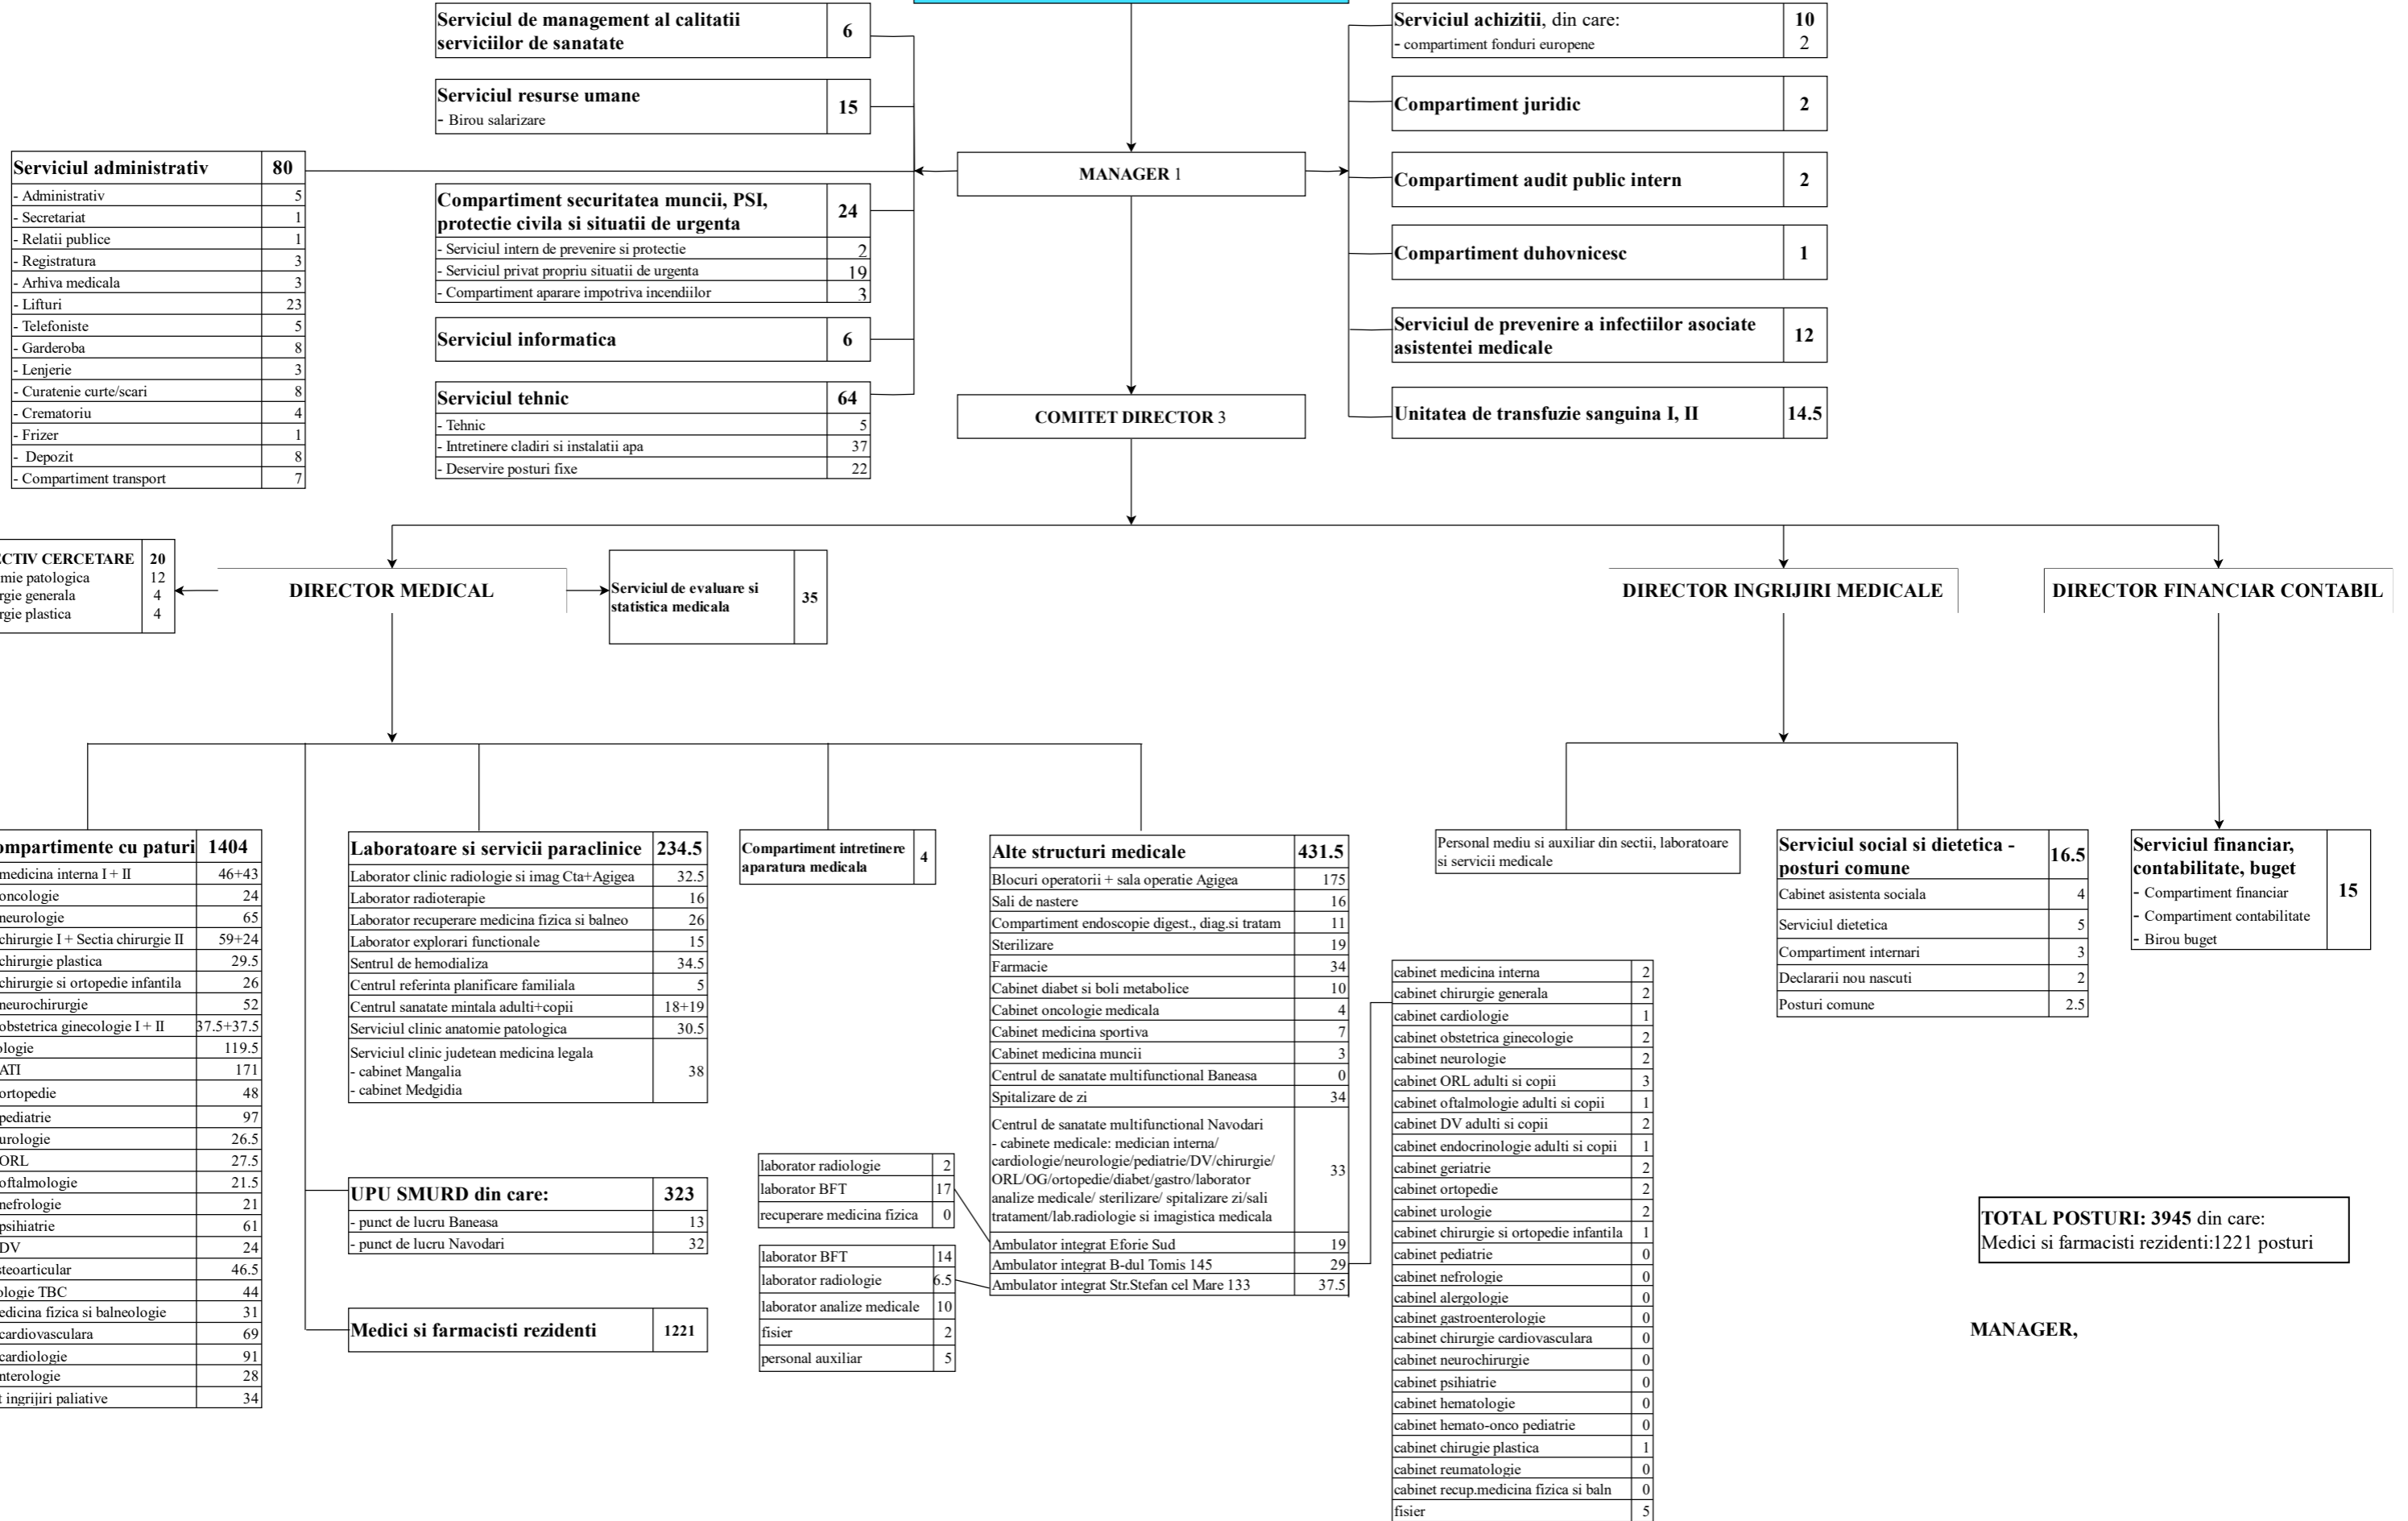 Serviciul de management al calitatii
serviciilor de sanatate 6
Serviciul resurse umane
- Birou salarizare
15
Serviciul administrativ 80
- Administrativ 5
- Secretariat 1
- Relatii publice 1
- Registratura 3
- Arhiva medicala 3
- Lifturi 23
- Telefoniste 5
- Garderoba 8
- Lenjerie 3
- Curatenie curte/scari 8
- Crematoriu 4
- Frizer 1
- Depozit 8
- Compartiment transport 7
Compartiment securitatea muncii, PSI,
protectie civila si situatii de urgenta 24
- Serviciul intern de prevenire si protectie 2
- Serviciul privat propriu situatii de urgenta 19
- Compartiment aparare impotriva incendiilor 3
Serviciul informatica 6
Serviciul tehnic 64
- Tehnic 5
- Intretinere cladiri si instalatii apa 37
- Deservire posturi fixe 22
MANAGER 1
COMITET DIRECTOR 3
Serviciul achizitii, din care: 10
- compartiment fonduri europene 2
Compartiment juridic 2
Compartiment audit public intern 2
Compartiment duhovnicesc 1
Serviciul de prevenire a infectiilor asociate
asistentei medicale 12
Unitatea de transfuzie sanguina I, II 14.5
ECTIV CERCETARE 20
mie patologica 12
rgie generala 4
rgie plastica 4
DIRECTOR MEDICAL
Serviciul de evaluare si
statistica medicala 35
DIRECTOR INGRIJIRI MEDICALE
DIRECTOR FINANCIAR CONTABIL
ompartimente cu paturi 1404
medicina interna I + II 46+43
oncologie 24
neurologie 65
chirurgie I + Sectia chirurgie II 59+24
chirurgie plastica 29.5
chirurgie si ortopedie infantila 26
neurochirurgie 52
obstetrica ginecologie I + II 37.5+37.5
ologie 119.5
ATI 171
ortopedie 48
pediatrie 97
urologie 26.5
ORL 27.5
oftalmologie 21.5
nefrologie 21
psihiatrie 61
DV 24
steoarticular 46.5
ologie TBC 44
edicina fizica si balneologie 31
cardiovasculara 69
cardiologie 91
nterologie 28
t ingrijiri paliative 34
Laboratoare si servicii paraclinice 234.5
Laborator clinic radiologie si imag Cta+Agigea 32.5
Laborator radioterapie 16
Laborator recuperare medicina fizica si balneo 26
Laborator explorari functionale 15
Sentrul de hemodializa 34.5
Centrul referinta planificare familiala 5
Centrul sanatate mintala adulti+copii 18+19
Serviciul clinic anatomie patologica 30.5
Serviciul clinic judetean medicina legala
- cabinet Mangalia 38
- cabinet Medgidia
UPU SMURD din care: 323
- punct de lucru Baneasa 13
- punct de lucru Navodari 32
Medici si farmacisti rezidenti 1221
Compartiment intretinere
aparatura medicala 4
Alte structuri medicale 431.5
Blocuri operatorii + sala operatie Agigea 175
Sali de nastere 16
Compartiment endoscopie digest., diag.si tratam 11
Sterilizare 19
Farmacie 34
Cabinet diabet si boli metabolice 10
Cabinet oncologie medicala 4
Cabinet medicina sportiva 7
Cabinet medicina muncii 3
Centrul de sanatate multifunctional Baneasa 0
Spitalizare de zi 34
Centrul de sanatate multifunctional Navodari
- cabinete medicale: medician interna/
cardiologie/neurologie/pediatrie/DV/chirurgie/
ORL/OG/ortopedie/diabet/gastro/laborator 33
analize medicale/ sterilizare/ spitalizare zi/sali
tratament/lab.radiologie si imagistica medicala
Ambulator integrat Eforie Sud 19
Ambulator integrat B-dul Tomis 145 29
Ambulator integrat Str.Stefan cel Mare 133 37.5
laborator radiologie 2
laborator BFT 17
recuperare medicina fizica 0
laborator BFT 14
laborator radiologie 6.5
laborator analize medicale 10
fisier 2
personal auxiliar 5
cabinet medicina interna 2
cabinet chirurgie generala 2
cabinet cardiologie 1
cabinet obstetrica ginecologie 2
cabinet neurologie 2
cabinet ORL adulti si copii 3
cabinet oftalmologie adulti si copii 1
cabinet DV adulti si copii 2
cabinet endocrinologie adulti si copii 1
cabinet geriatrie 2
cabinet ortopedie 2
cabinet urologie 2
cabinet chirurgie si ortopedie infantila 1
cabinet pediatrie 0
cabinet nefrologie 0
cabinel alergologie 0
cabinet gastroenterologie 0
cabinet chirurgie cardiovasculara 0
cabinet neurochirurgie 0
cabinet psihiatrie 0
cabinet hematologie 0
cabinet hemato-onco pediatrie 0
cabinet chirugie plastica 1
cabinet reumatologie 0
cabinet recup.medicina fizica si baln 0
fisier 5
Personal mediu si auxiliar din sectii, laboratoare
si servicii medicale
Serviciul social si dietetica -
posturi comune 16.5
Cabinet asistenta sociala 4
Serviciul dietetica 5
Compartiment internari 3
Declararii nou nascuti 2
Posturi comune 2.5
Serviciul financiar,
contabilitate, buget
- Compartiment financiar 15
- Compartiment contabilitate
- Birou buget
TOTAL POSTURI: 3945 din care:
Medici si farmacisti rezidenti:1221 posturi
MANAGER,